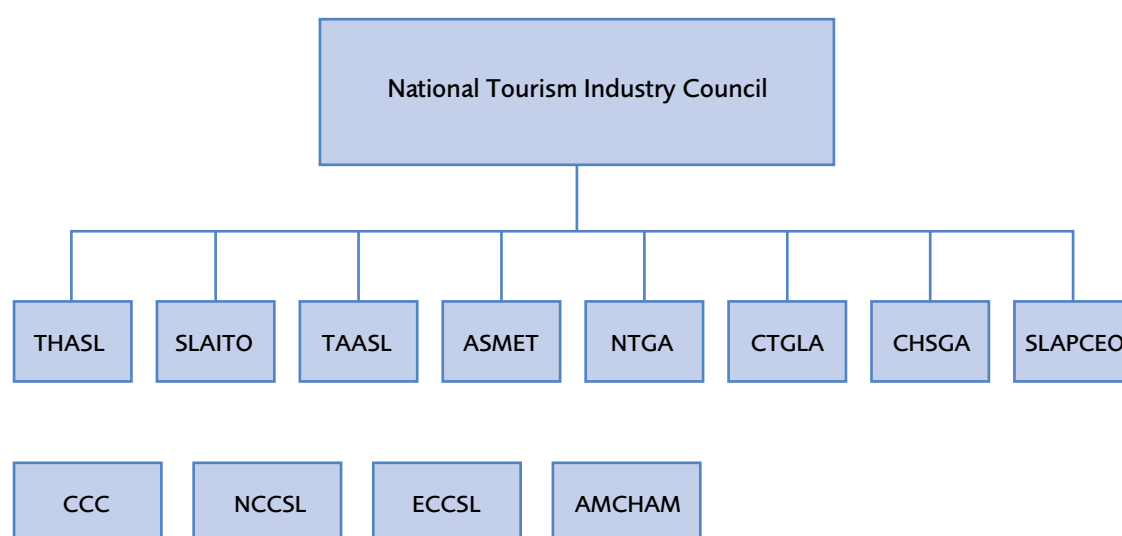 National Tourism Industry Council
THASL SLAITO TAASL ASMET NTGA CTGLA CHSGA SLAPCEO
CCC NCCSL ECCSL AMCHAM